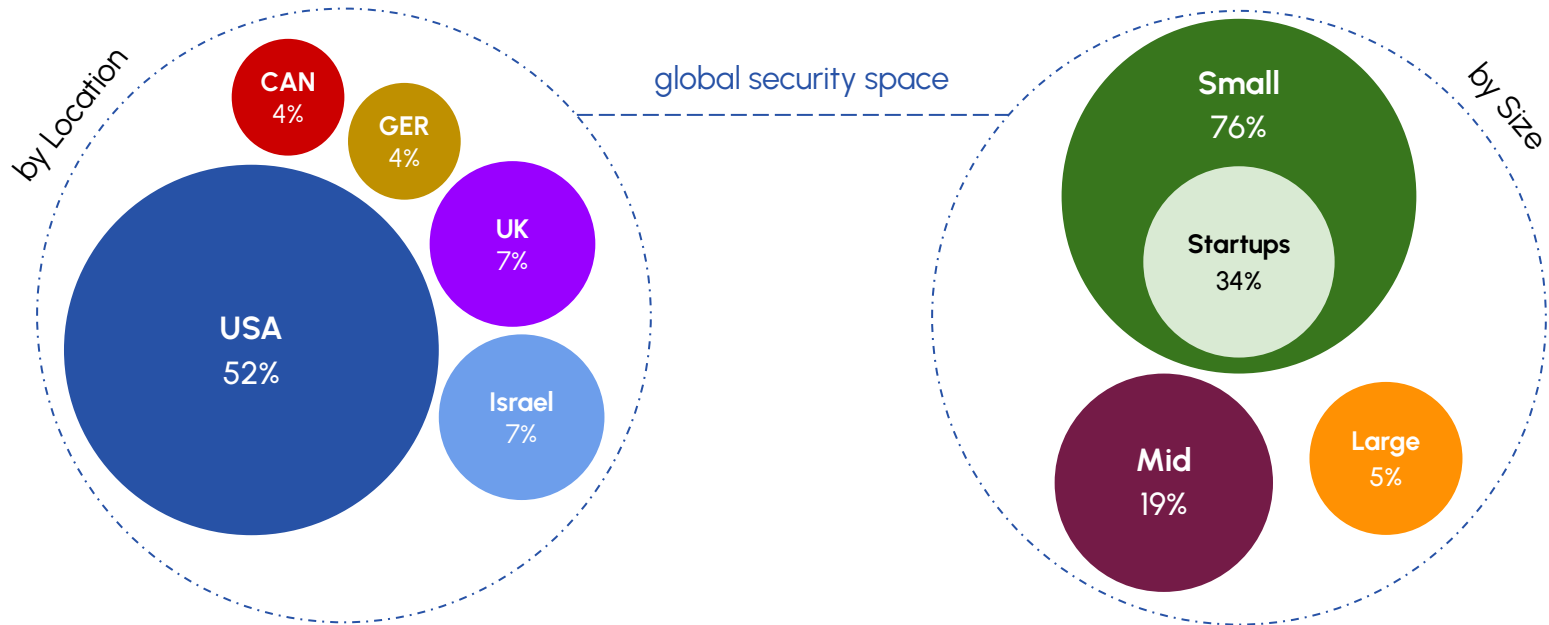 by Location
CAN
4%
GER
4%
UK
7%
USA
52%
Israel
7%
global security space
by Size
Small
76%
Startups
34%
Mid
19%
Large
5%